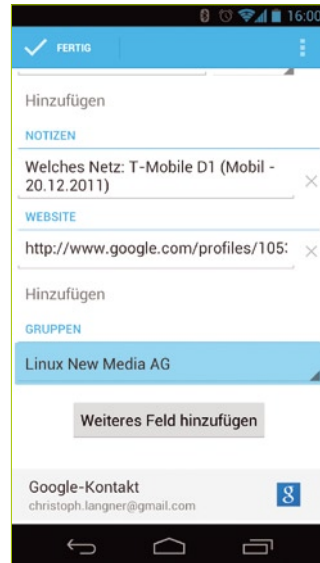 16:00
FERTIG
Hinzufügen
NOTIZEN
Welches Netz: T-Mobile D1 (Mobil -
20.12.2011)
WEBSITE
http://www.google.com/profiles/105
Hinzufügen
GRUPPEN
Linux New Media AG
Weiteres Feld hinzufügen
Google-Kontakt
christoph.langner@gmail.com
8